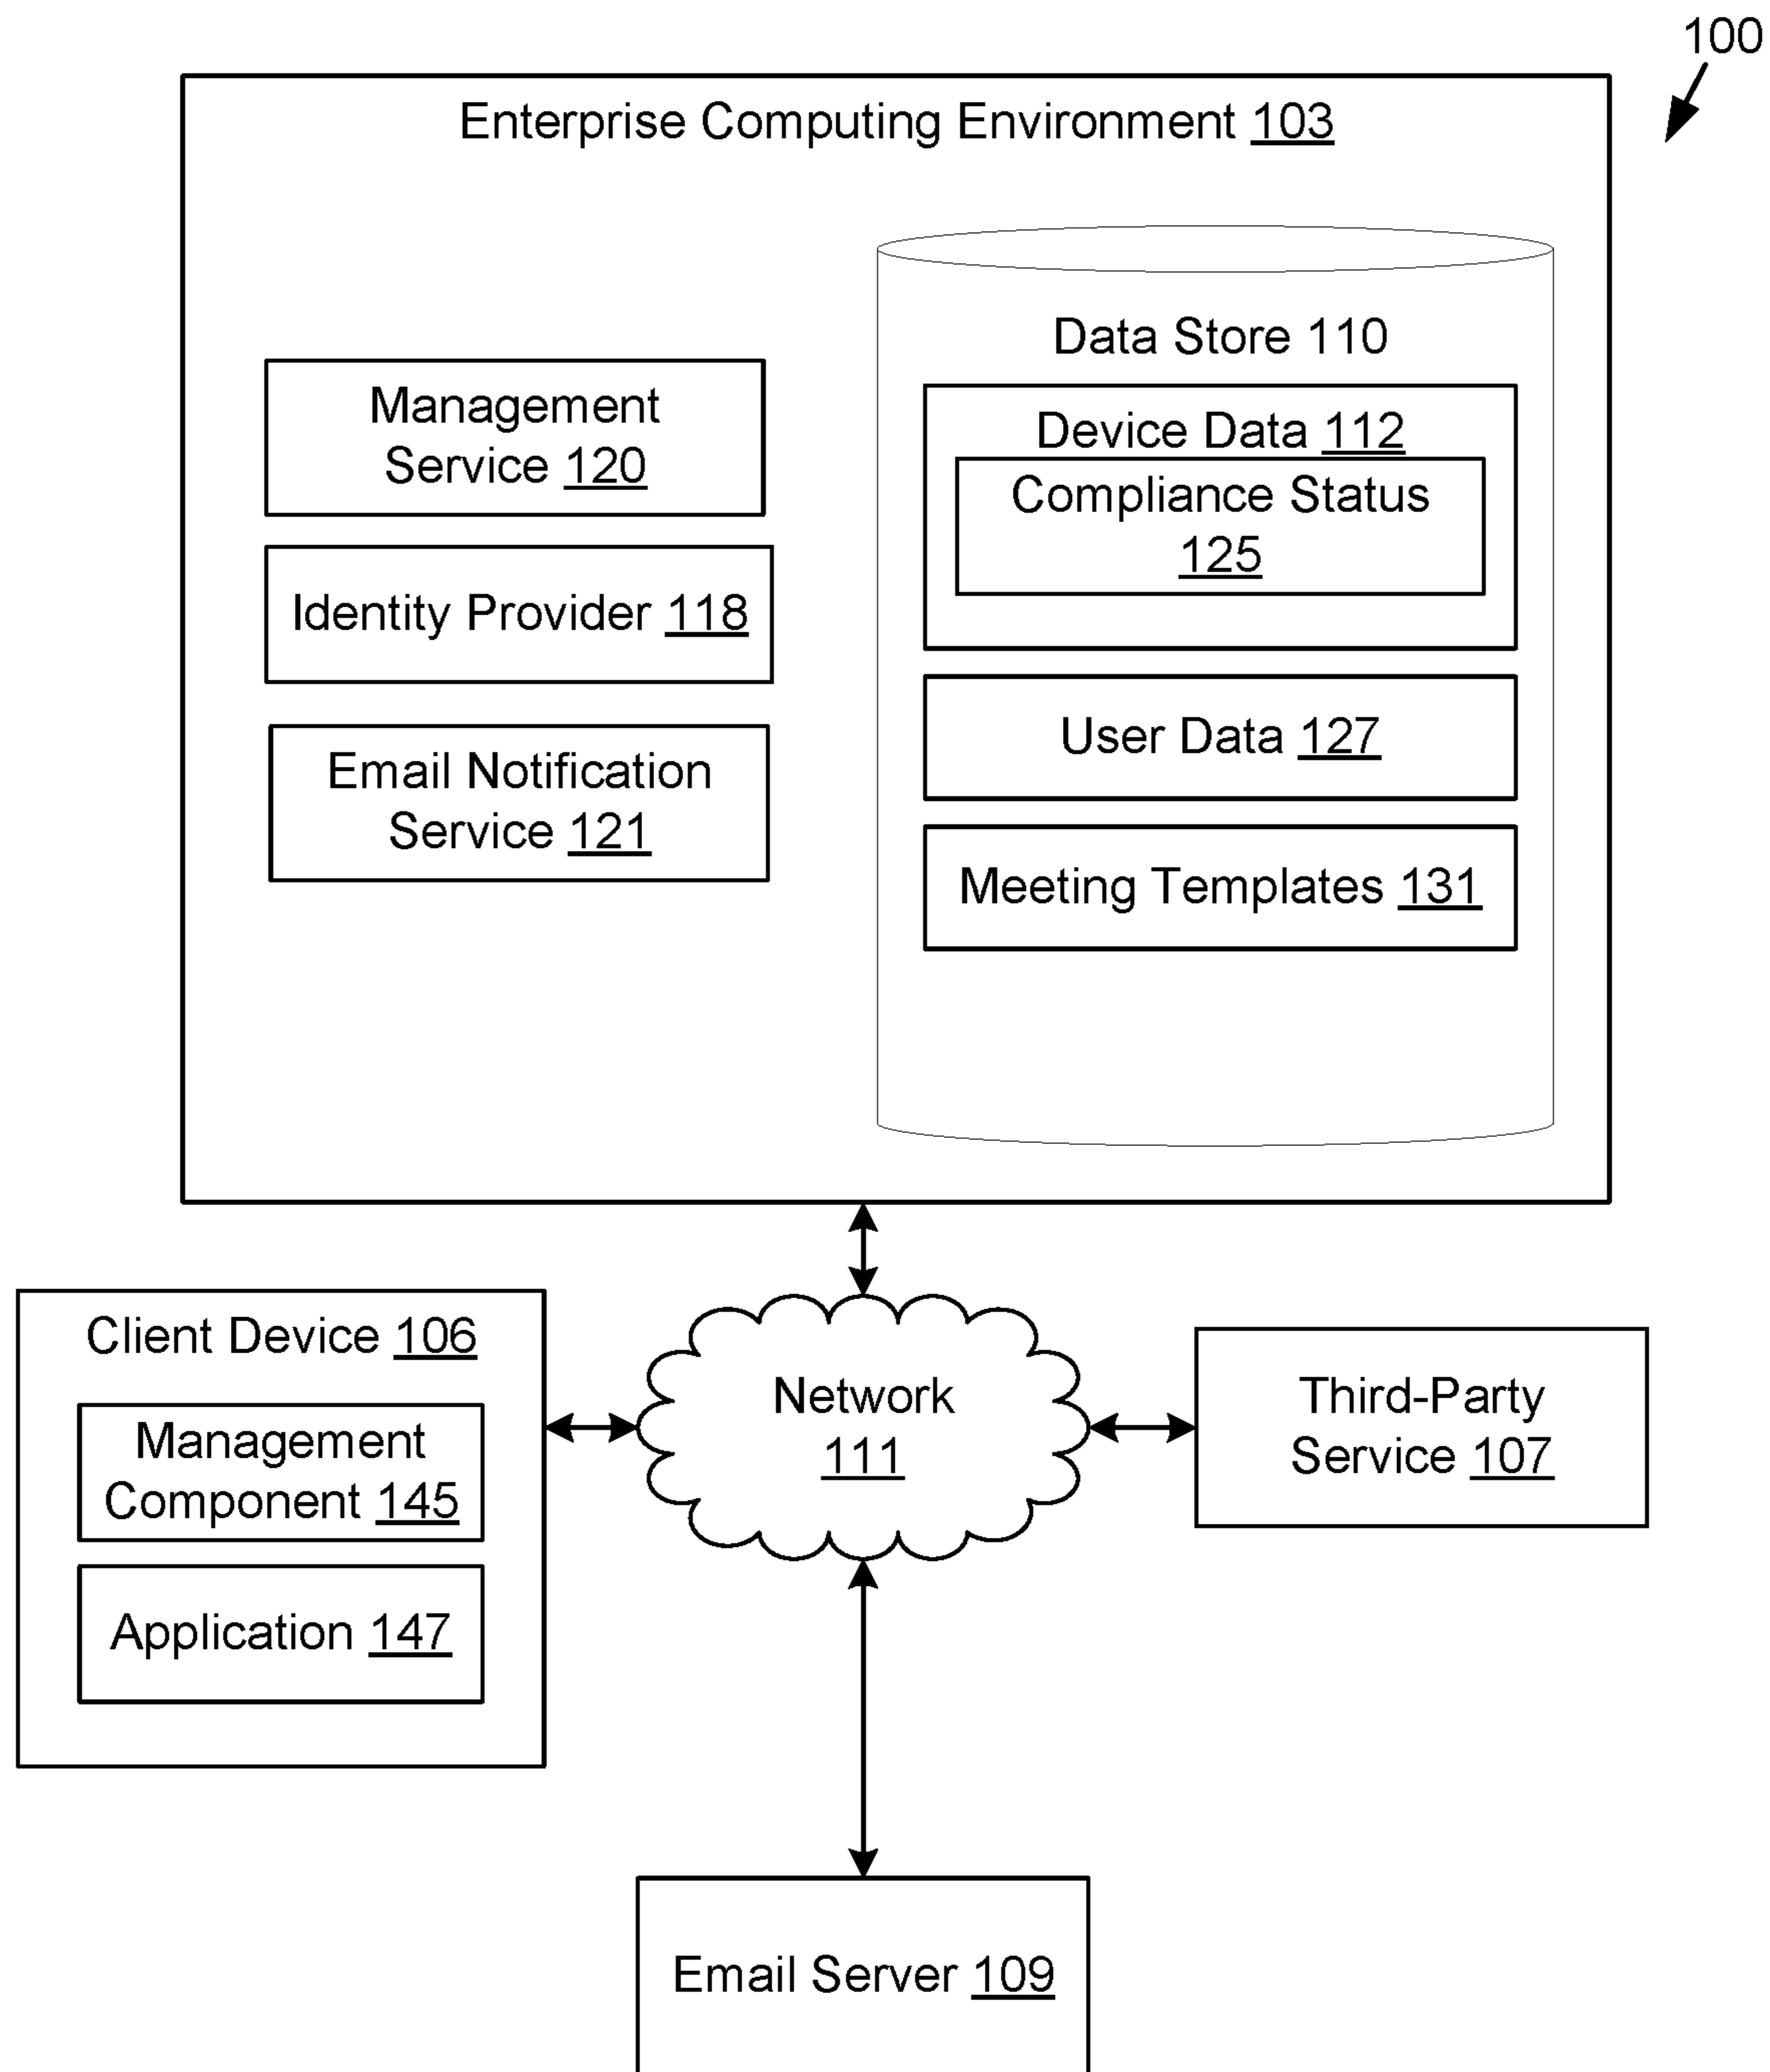 100
Enterprise Computing Environment 103
Data Store 110
Management
Service 120
Identity Provider 118
Email Notification
Service 121
Device Data 112
Compliance Status
125
User Data 127
Meeting Templates 131
Client Device 106
Management
Component 145
Application 147
Network
111
Third-Party
Service 107
Email Server 109